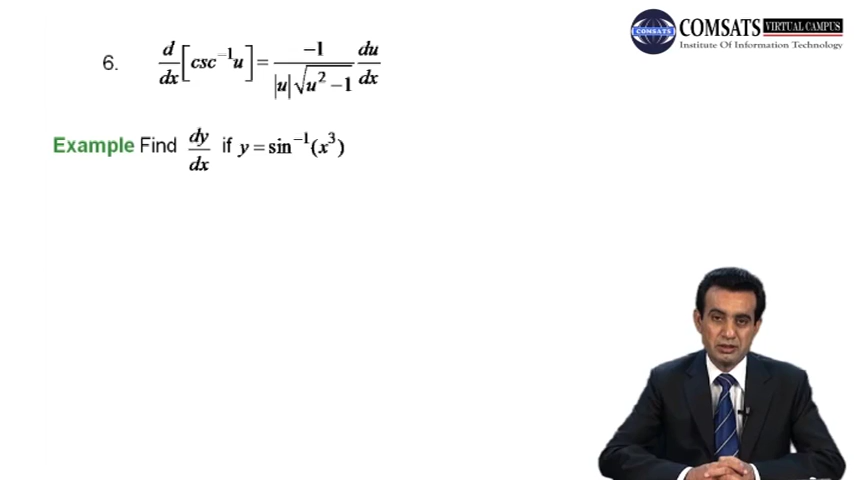 COMSATS VIRTUAL CAMPUS
COMSATS
Institute Of Information Technology
6. d/dx[csc⁻¹u] = -1/(|u|√(u² -1)) du/dx
Example Find dy/dx if y = sin⁻¹(x³)